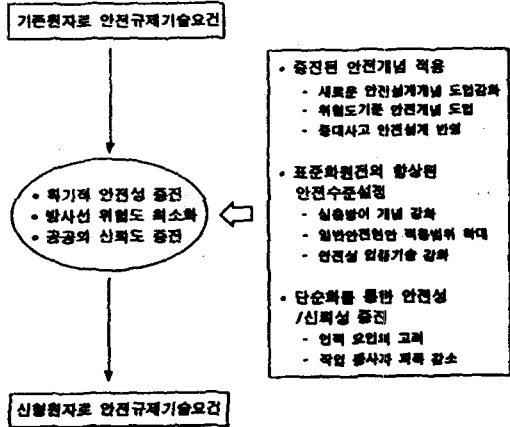 기존원자로 안전규제기술요건
• 획기적 안전성 증진
• 방사선 위험도 최소화
• 공공의 신뢰도 증진
• 증진된 안전개념 적용
- 새로운 안전설계개념 도입강화
- 위험도기준 안전개념 도입
- 중대사고 안전설계 반영
• 표준화원전의 향상된
안전수준설정
- 심층방어 개념 강화
- 일반안전현안 적용범위 확대
- 안전성 입증기술 강화
• 단순화를 통한 안전성
/신뢰성 증진
- 인적 요인의 고려
- 작업 종사자 피폭 감소
신형원자로 안전규제기술요건